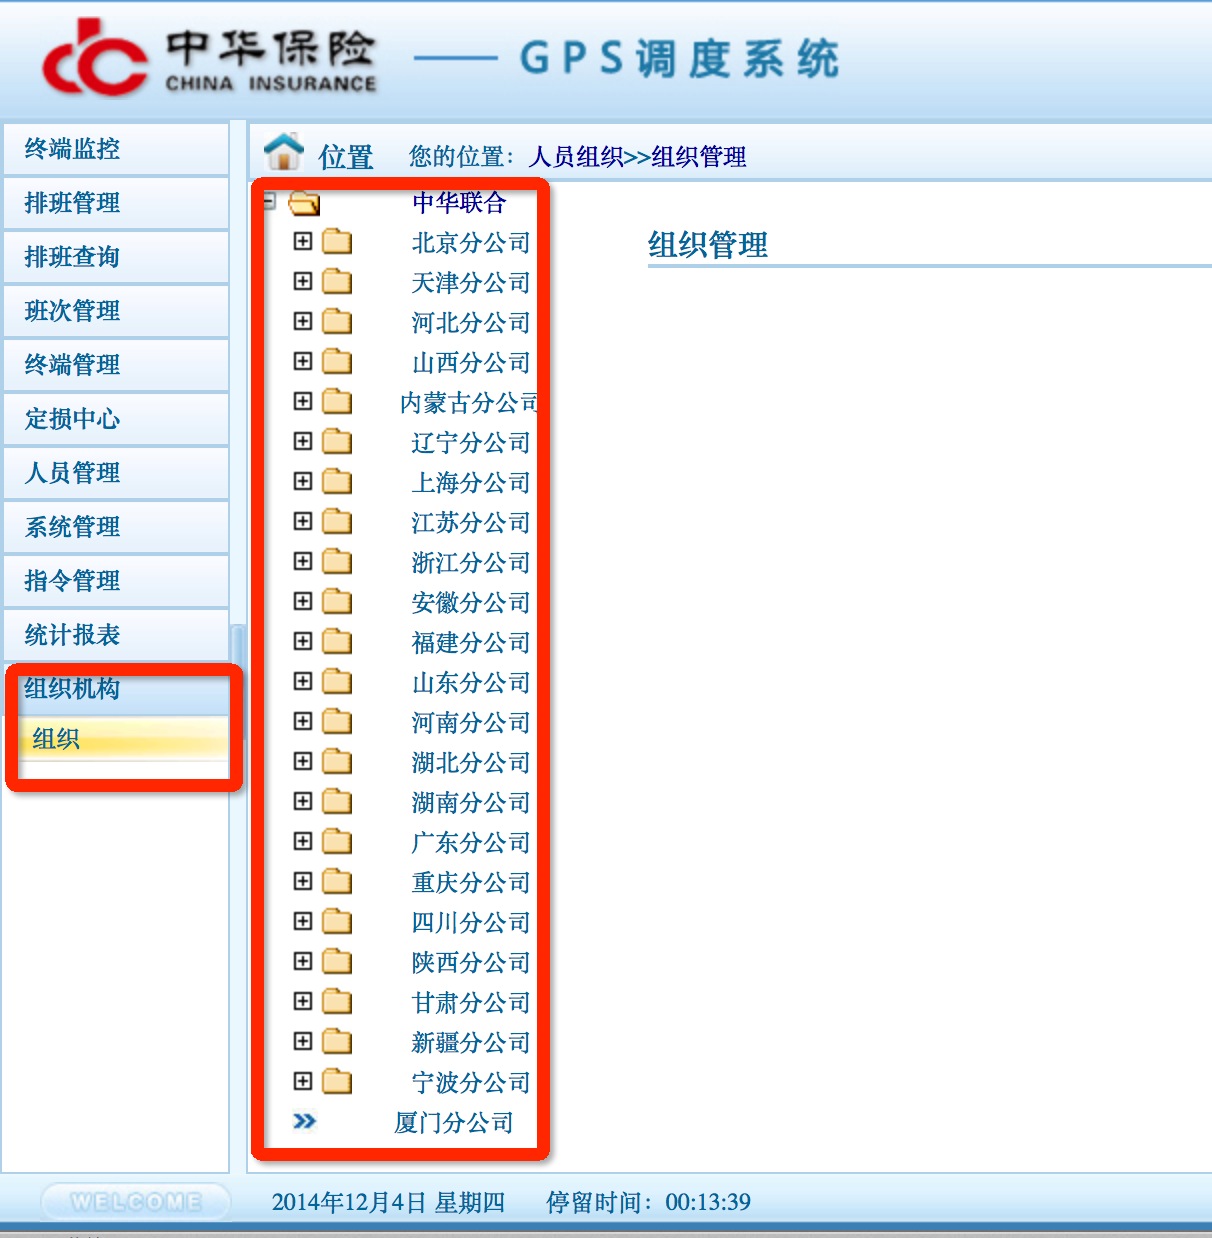 中华保险
CHINA INSURANCE
GPS调度系统
终端监控
排班管理
排班查询
班次管理
终端管理
定损中心
人员管理
系统管理
指令管理
统计报表
组织机构
组织
位置 您的位置：人员组织>>组织管理
中华联合
北京分公司
天津分公司
河北分公司
山西分公司
内蒙古分公司
辽宁分公司
上海分公司
江苏分公司
浙江分公司
安徽分公司
福建分公司
山东分公司
河南分公司
湖北分公司
湖南分公司
广东分公司
重庆分公司
四川分公司
陕西分公司
甘肃分公司
新疆分公司
宁波分公司
厦门分公司
组织管理
WELCOME
2014年12月4日 星期四 停留时间：00:13:39